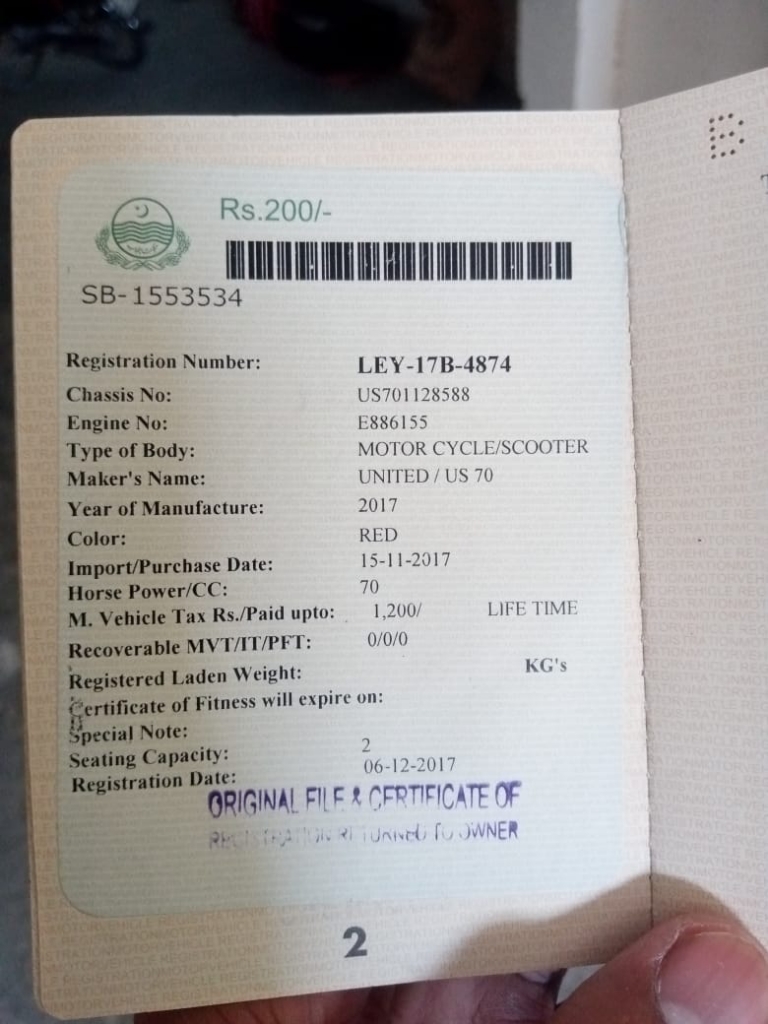 Rs.200/-
SB-1553534
Registration Number: LEY-17B-4874
Chassis No: US701128588
Engine No: E886155
Type of Body: MOTOR CYCLE/SCOOTER
Maker's Name: UNITED / US 70
Year of Manufacture: 2017
Color: RED
Import/Purchase Date: 15-11-2017
Horse Power/CC: 70
M. Vehicle Tax Rs./Paid upto: 1,200/ LIFE TIME
Recoverable MVT/IT/PFT: 0/0/0
Registered Laden Weight: KG's
Certificate of Fitness will expire on:
Special Note:
Seating Capacity: 2
Registration Date: 06-12-2017
ORIGINAL FILE & CERTIFICATE OF
REGISTRATION RETURNED TO OWNER
2
B